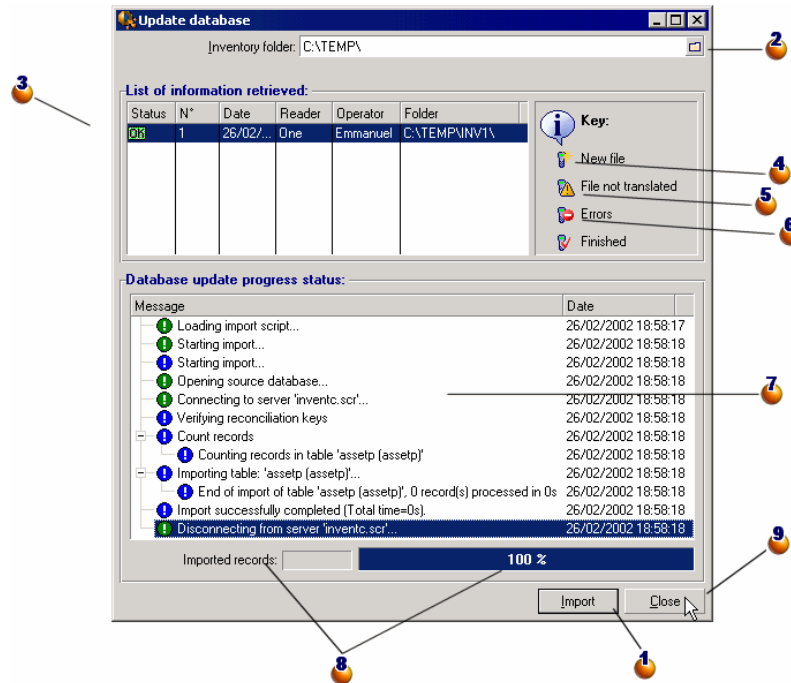 Update database
Inventory folder: C:\TEMP\
2
3
List of information retrieved:
Status N° Date Reader Operator Folder
OK 1 26/02/... One Emmanuel C:\TEMP\INV1\
Key:
New file
4
File not translated
5
Errors
6
Finished
Database update progress status:
Message Date
Loading import script... 26/02/2002 18:58:17
Starting import... 26/02/2002 18:58:18
Starting import... 26/02/2002 18:58:18
Opening source database... 26/02/2002 18:58:18
7
Connecting to server 'inventc.scr'... 26/02/2002 18:58:18
Verifying reconciliation keys 26/02/2002 18:58:18
Count records 26/02/2002 18:58:18
Counting records in table 'assetp (assetp)' 26/02/2002 18:58:18
Importing table: 'assetp (assetp)'... 26/02/2002 18:58:18
End of import of table 'assetp (assetp)', 0 record(s) processed in 0s 26/02/2002 18:58:18
Import successfully completed (Total time=0s). 26/02/2002 18:58:18
Disconnecting from server 'inventc.scr'... 26/02/2002 18:58:18
9
Imported records: 100 %
Import Close
8
1